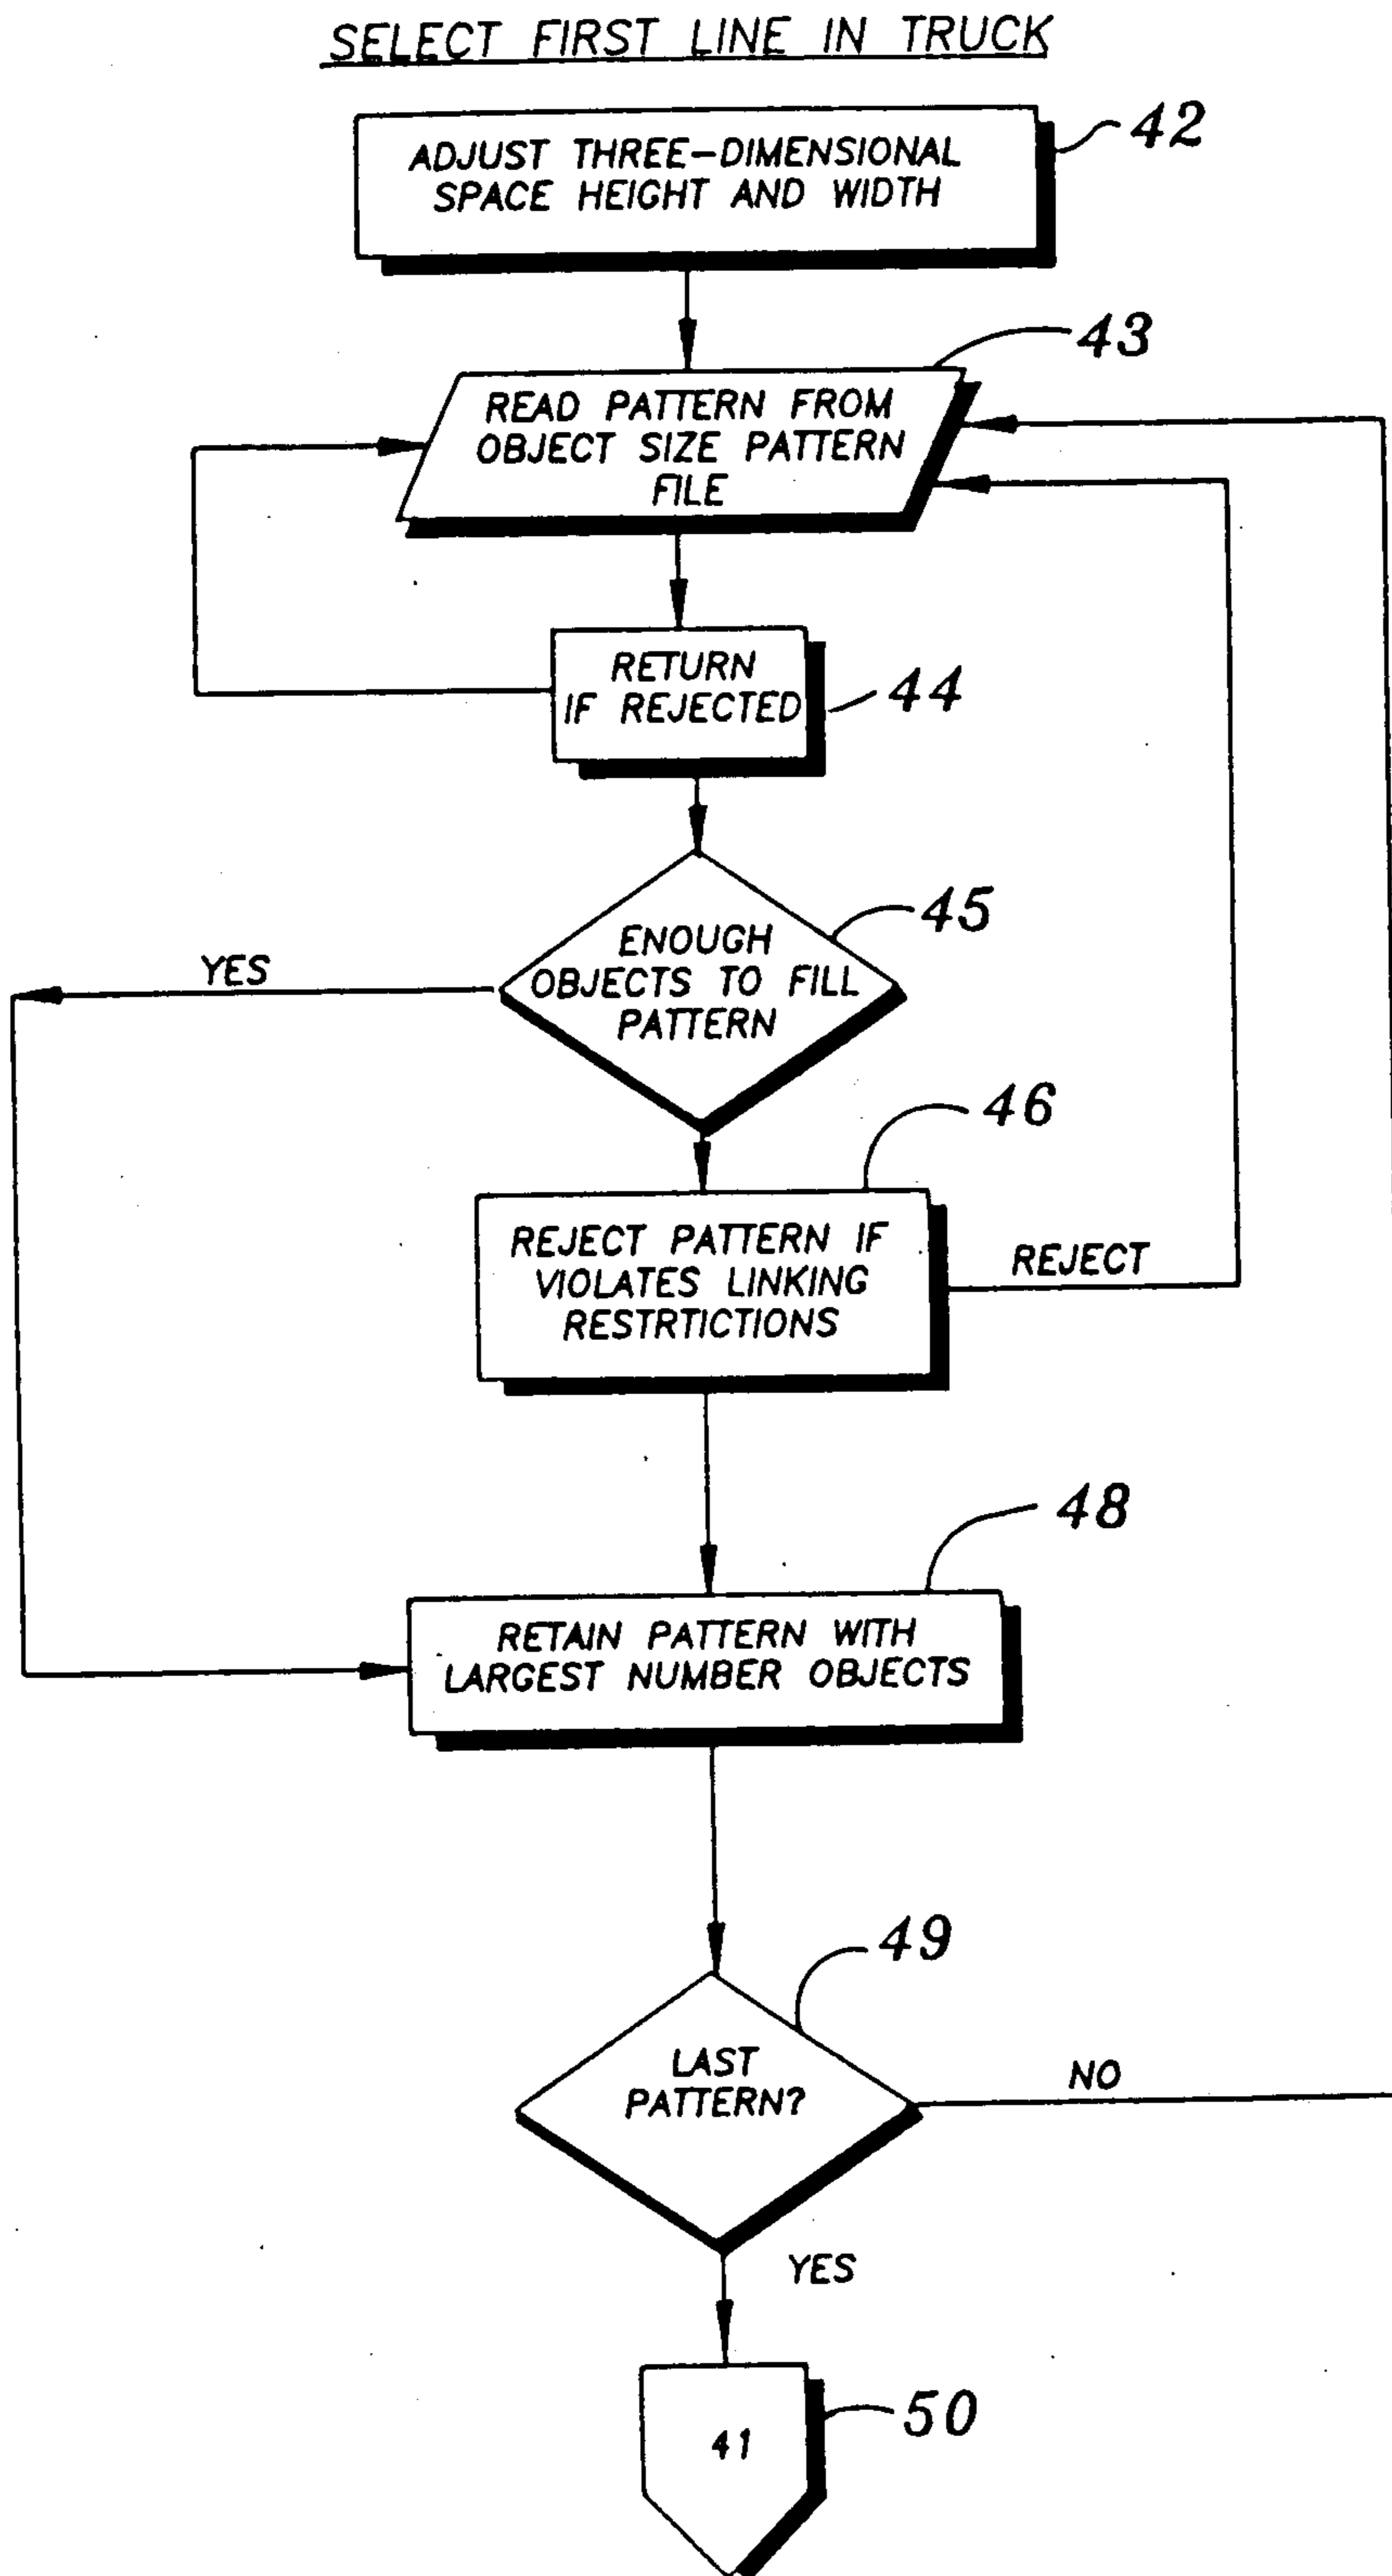 SELECT FIRST LINE IN TRUCK
ADJUST THREE-DIMENSIONAL
SPACE HEIGHT AND WIDTH
42
43
READ PATTERN FROM
OBJECT SIZE PATTERN
FILE
RETURN
IF REJECTED
44
45
ENOUGH
OBJECTS TO FILL
PATTERN
YES
46
REJECT PATTERN IF
VIOLATES LINKING
RESTRTICTIONS
REJECT
48
RETAIN PATTERN WITH
LARGEST NUMBER OBJECTS
49
LAST
PATTERN?
NO
YES
41
50